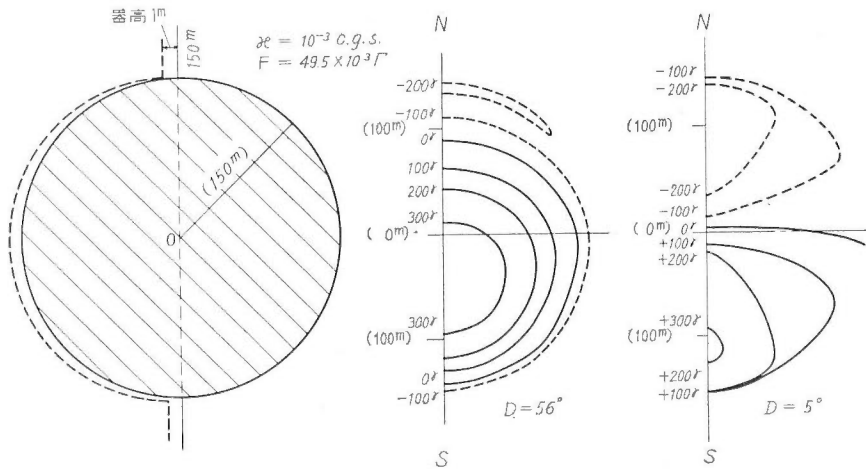 器高 1m
150m
ϰ = 10⁻³ c.g.s.
F = 49.5 × 10³ Γ
(150m)
O
N
-200γ
-100γ
(100m)
0γ
100γ
200γ
300γ
( 0m)
300γ
(100m)
0γ
-100γ
D = 56°
S
N
-100γ
-200γ
(100m)
-200γ
-100γ
( 0m) 0γ
+100γ
+200γ
+300γ
(100m)
+200γ
+100γ
D = 5°
S